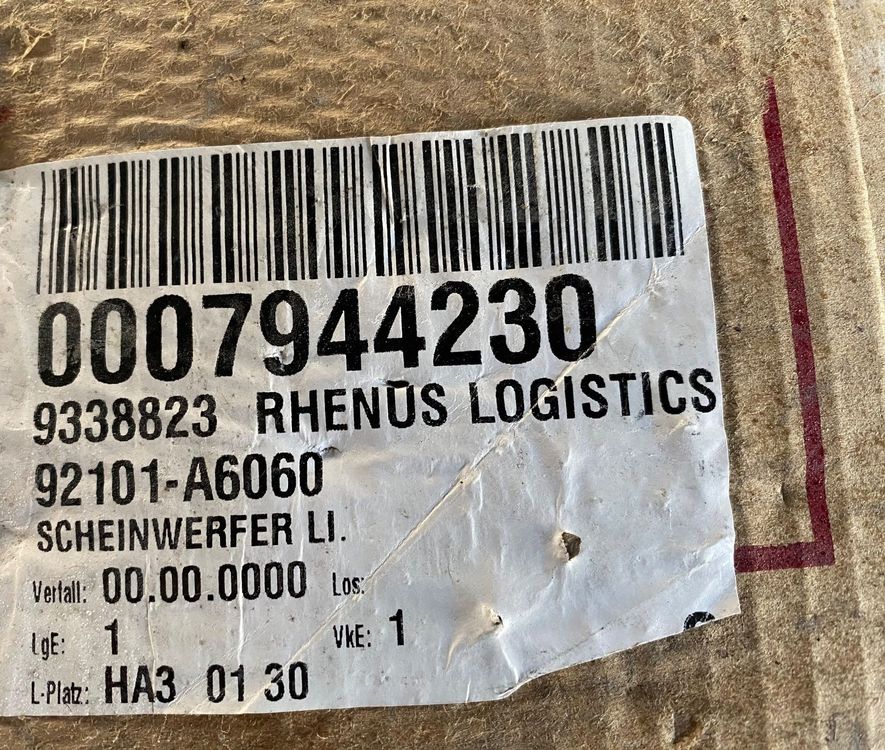 0007944230
9338823 RHENUS LOGISTICS
92101-A6060
SCHEINWERFER LI.
Verfall: 00.00.0000 Los:
LgE: 1 VkE: 1
L-Platz: HA3 01 30